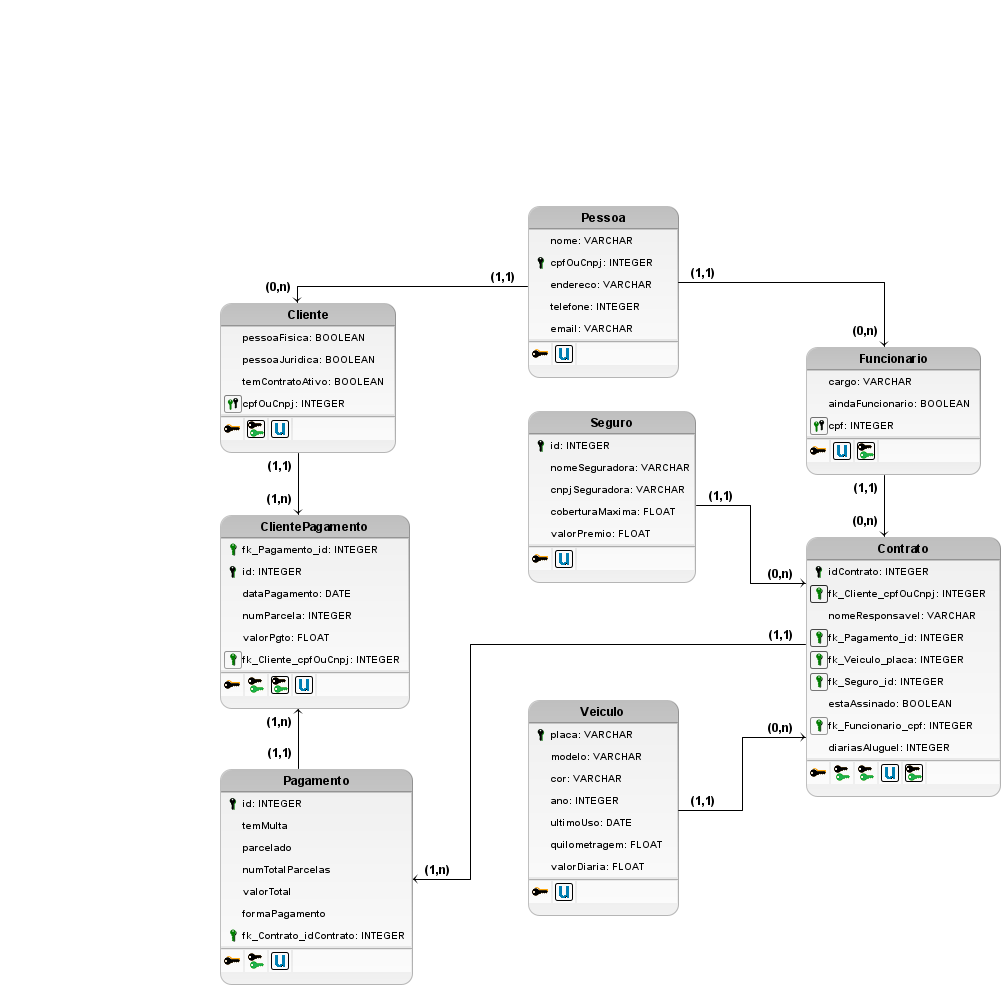 Pessoa
nome: VARCHAR
cpfOuCnpj: INTEGER
endereco: VARCHAR
telefone: INTEGER
email: VARCHAR
(1,1)
(1,1)
(0,n)
Cliente
pessoaFisica: BOOLEAN
pessoaJuridica: BOOLEAN
temContratoAtivo: BOOLEAN
cpfOuCnpj: INTEGER
(0,n)
Funcionario
cargo: VARCHAR
aindaFuncionario: BOOLEAN
cpf: INTEGER
Seguro
id: INTEGER
nomeSeguradora: VARCHAR
cnpjSeguradora: VARCHAR
coberturaMaxima: FLOAT
valorPremio: FLOAT
(1,1)
(0,n)
(1,1)
(1,n)
ClientePagamento
fk_Pagamento_id: INTEGER
id: INTEGER
dataPagamento: DATE
numParcela: INTEGER
valorPgto: FLOAT
fk_Cliente_cpfOuCnpj: INTEGER
(1,1)
(0,n)
Contrato
idContrato: INTEGER
fk_Cliente_cpfOuCnpj: INTEGER
nomeResponsavel: VARCHAR
fk_Pagamento_id: INTEGER
fk_Veiculo_placa: INTEGER
fk_Seguro_id: INTEGER
estaAssinado: BOOLEAN
fk_Funcionario_cpf: INTEGER
diariasAluguel: INTEGER
(1,1)
(1,n)
(1,n)
(1,1)
Pagamento
id: INTEGER
temMulta
parcelado
numTotalParcelas
valorTotal
formaPagamento
fk_Contrato_idContrato: INTEGER
Veiculo
placa: VARCHAR
modelo: VARCHAR
cor: VARCHAR
ano: INTEGER
ultimoUso: DATE
quilometragem: FLOAT
valorDiaria: FLOAT
(0,n)
(1,1)